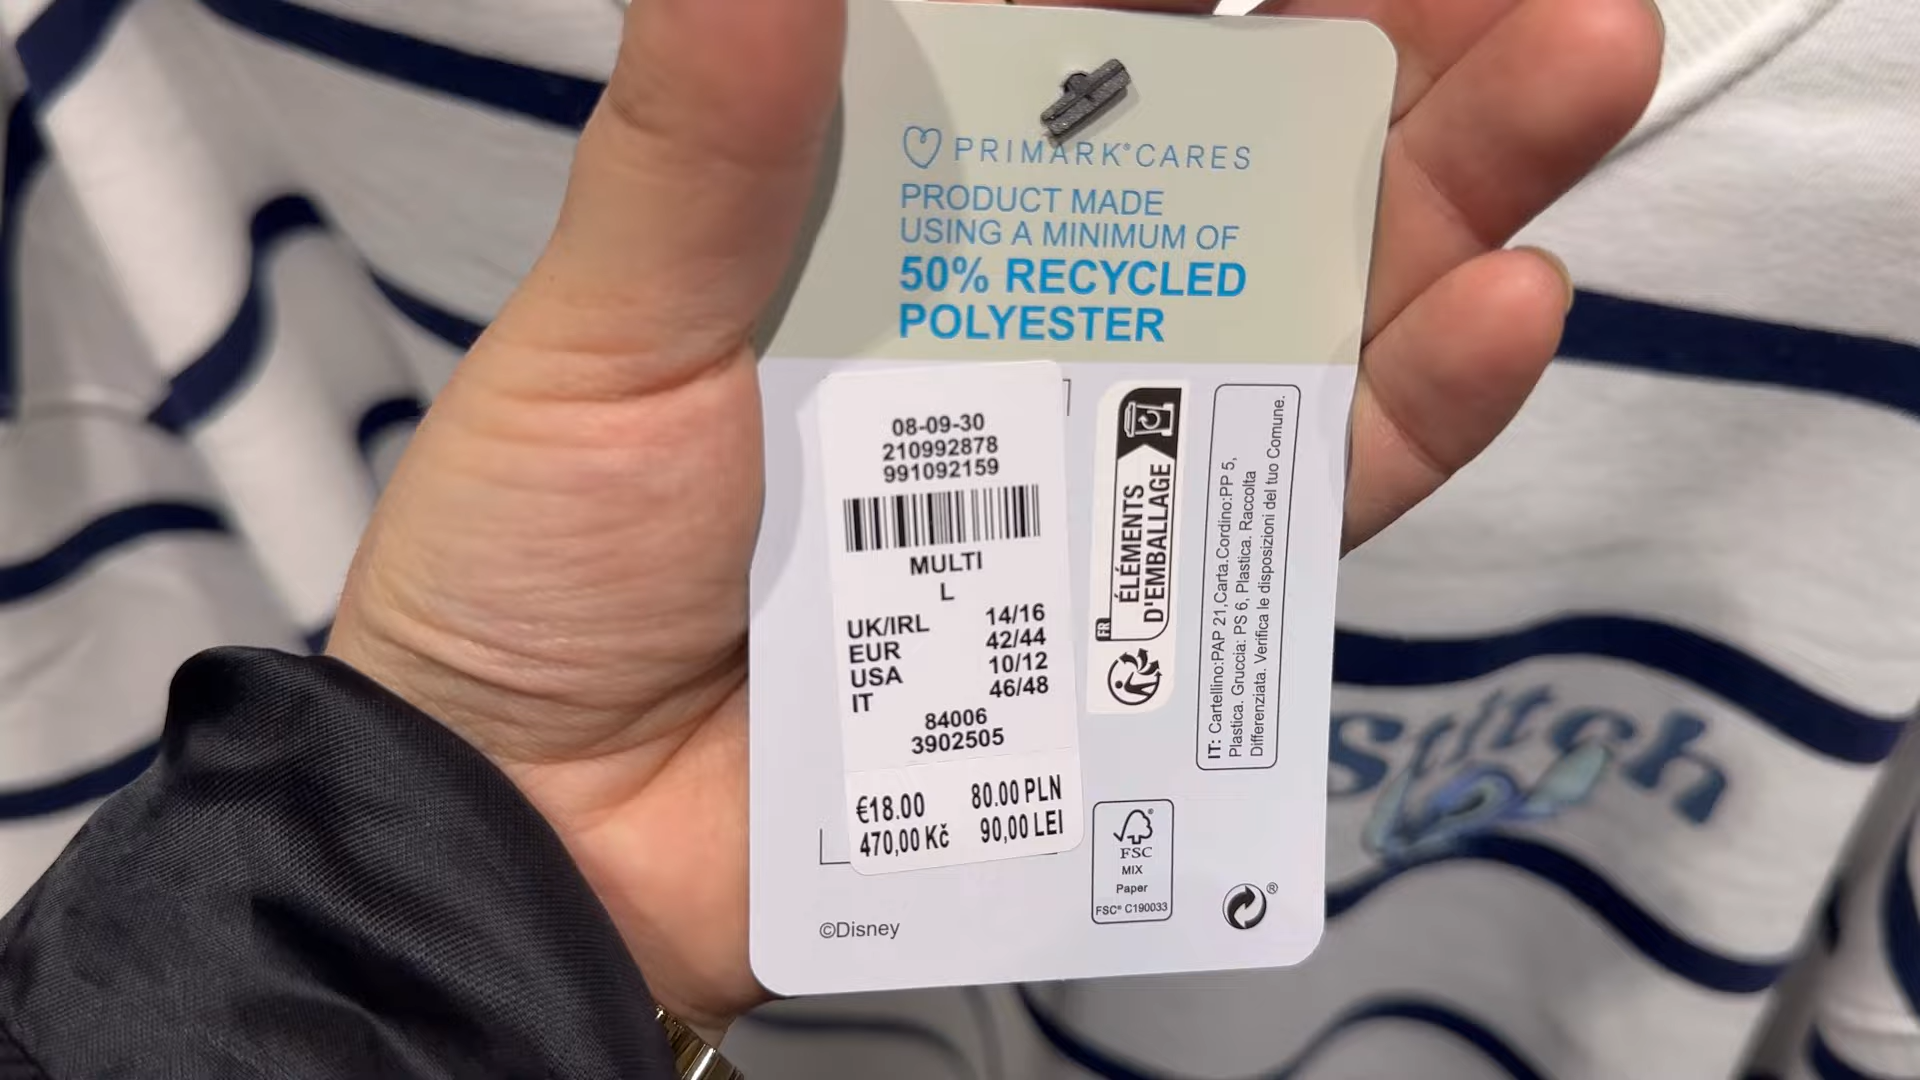 PRIMARK® CARES
PRODUCT MADE
USING A MINIMUM OF
50% RECYCLED
POLYESTER
08-09-30
210992878
991092159
MULTI
L
UK/IRL 14/16
EUR 42/44
USA 10/12
IT 46/48
84006
3902505
€18.00 80.00 PLN
470,00 Kč 90,00 LEI
©Disney
FR
ÉLÉMENTS
D'EMBALLAGE
IT: Cartellino:PAP 21,Carta.Cordino:PP 5,
Plastica. Gruccia: PS 6, Plastica. Raccolta
Differenziata. Verifica le disposizioni del tuo Comune.
FSC
MIX
Paper
FSC® C190033
®
Stitch